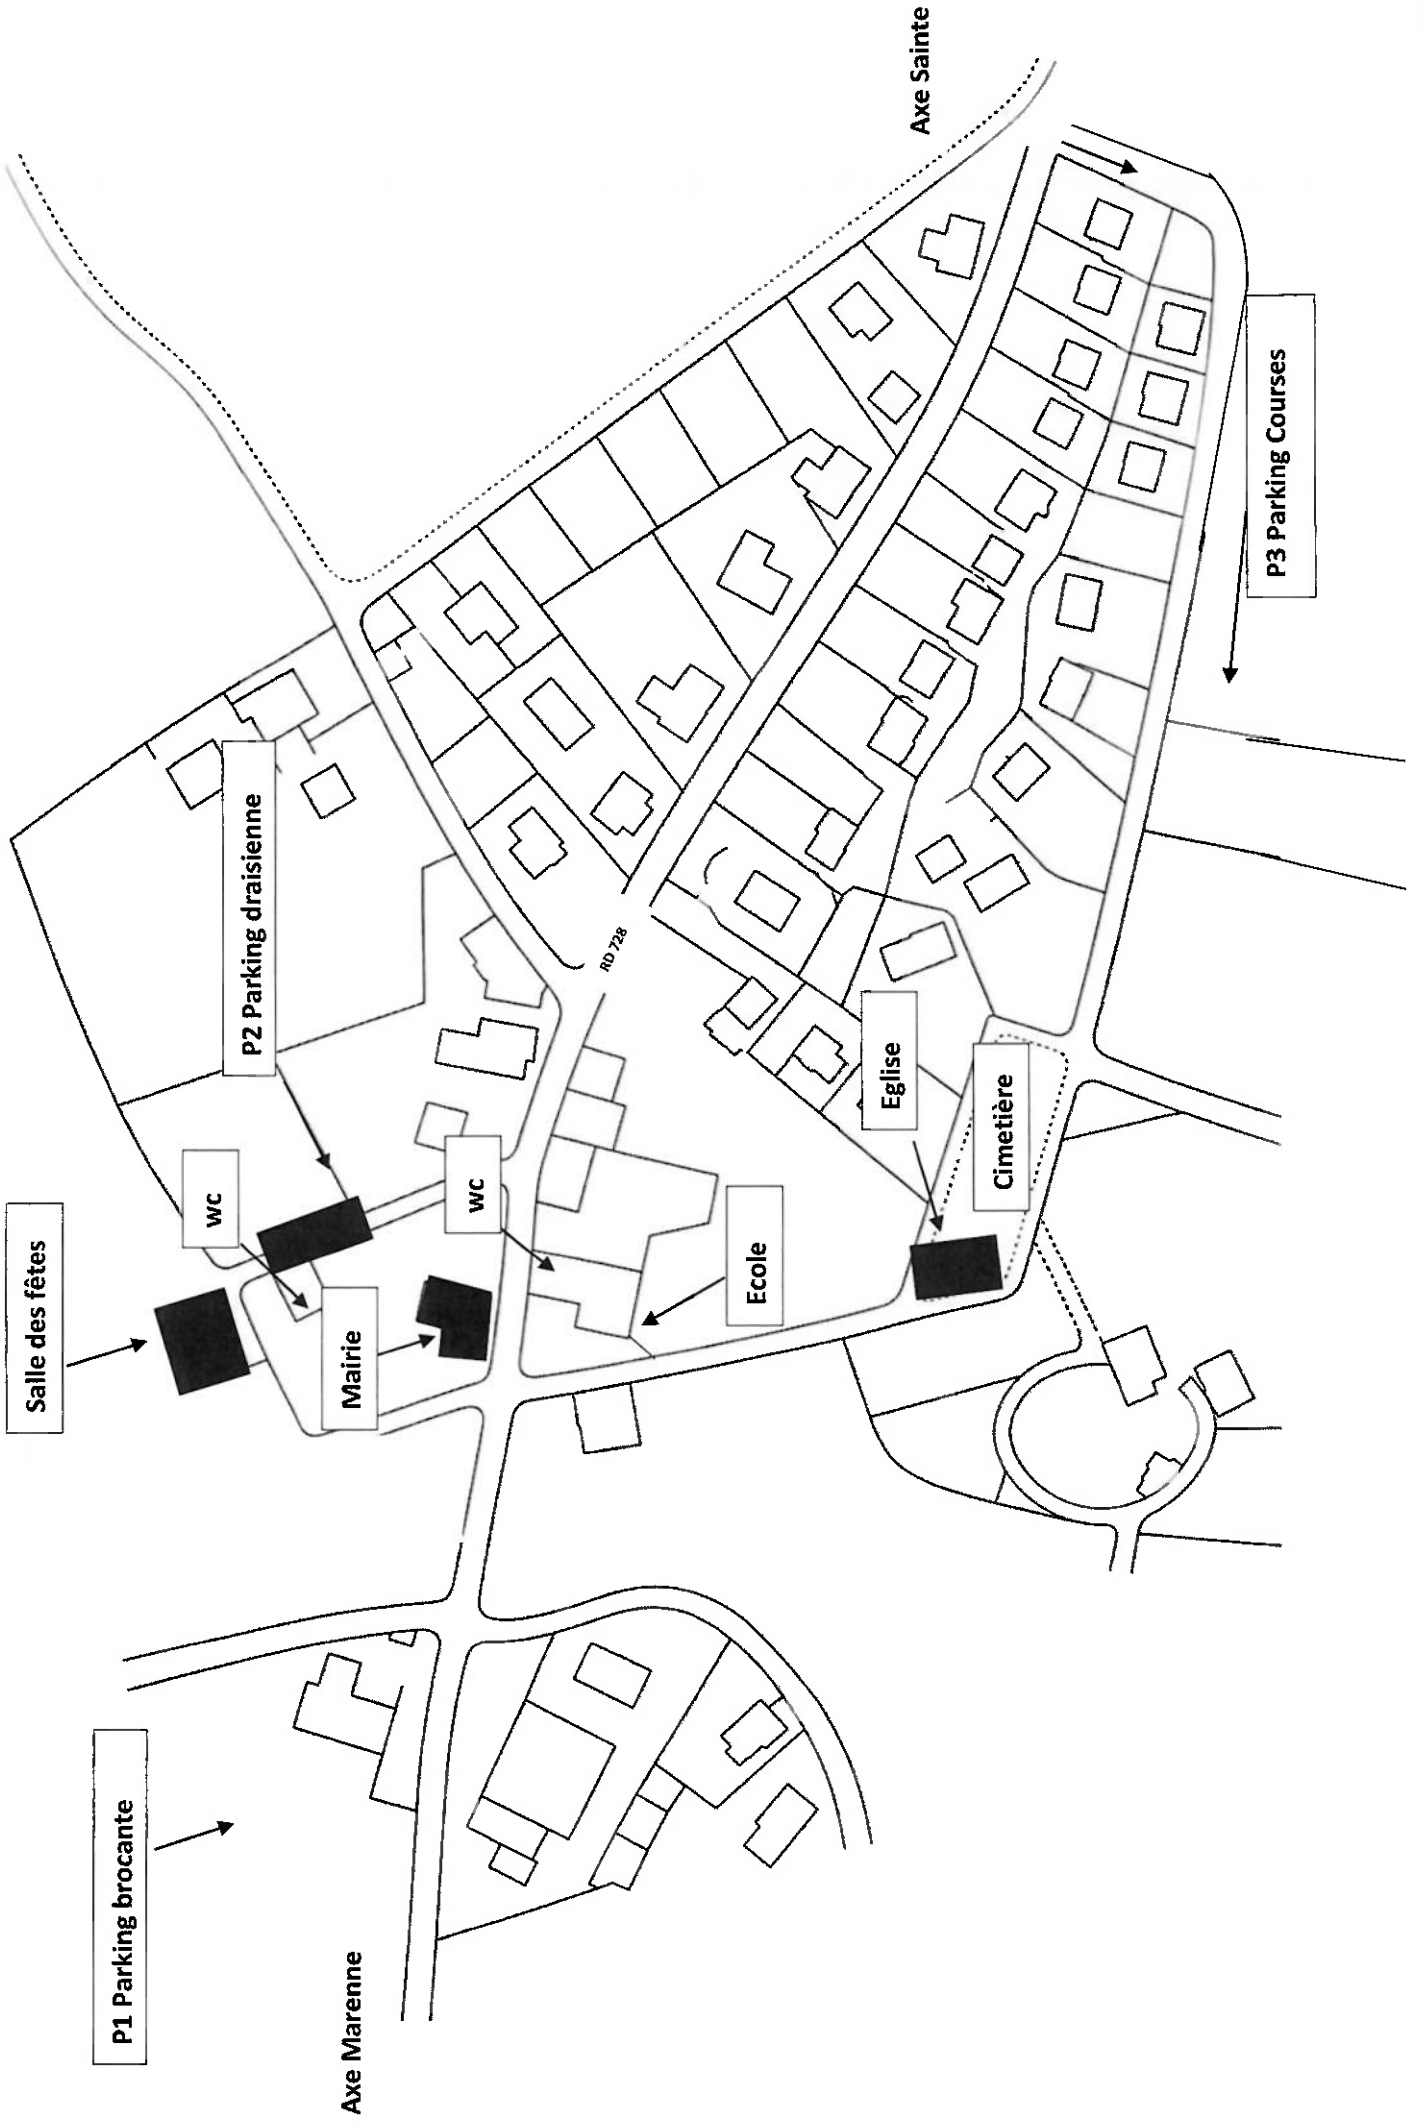 Salle des fêtes
P2 Parking draisienne
Axe Sainte
wc
wc
Mairie
RD 728
Ecole
Eglise
Cimetière
P3 Parking Courses
P1 Parking brocante
Axe Marenne